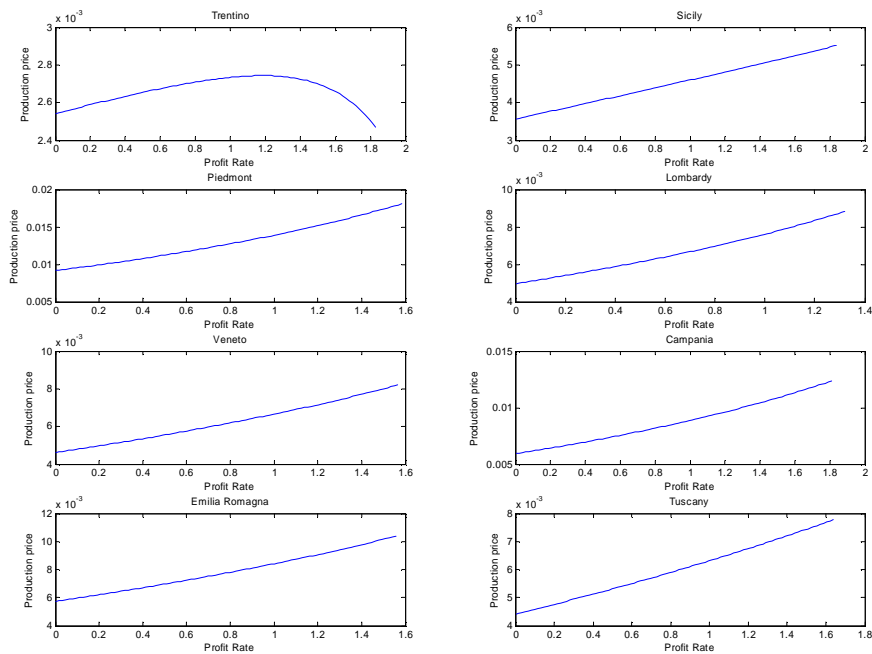 Trentino
x 10-3
3
2.8
2.6
2.4
Production price
0 0.2 0.4 0.6 0.8 1 1.2 1.4 1.6 1.8 2
Profit Rate
Sicily
x 10-3
6
5
4
3
Production price
0 0.2 0.4 0.6 0.8 1 1.2 1.4 1.6 1.8 2
Profit Rate
Piedmont
0.02
0.015
0.01
0.005
Production price
0 0.2 0.4 0.6 0.8 1 1.2 1.4 1.6
Profit Rate
Lombardy
x 10-3
10
8
6
4
Production price
0 0.2 0.4 0.6 0.8 1 1.2 1.4
Profit Rate
Veneto
x 10-3
10
8
6
4
Production price
0 0.2 0.4 0.6 0.8 1 1.2 1.4 1.6
Profit Rate
Campania
0.015
0.01
0.005
Production price
0 0.2 0.4 0.6 0.8 1 1.2 1.4 1.6 1.8 2
Profit Rate
Emilia Romagna
x 10-3
12
10
8
6
4
Production price
0 0.2 0.4 0.6 0.8 1 1.2 1.4 1.6
Profit Rate
Tuscany
x 10-3
8
7
6
5
4
Production price
0 0.2 0.4 0.6 0.8 1 1.2 1.4 1.6 1.8
Profit Rate